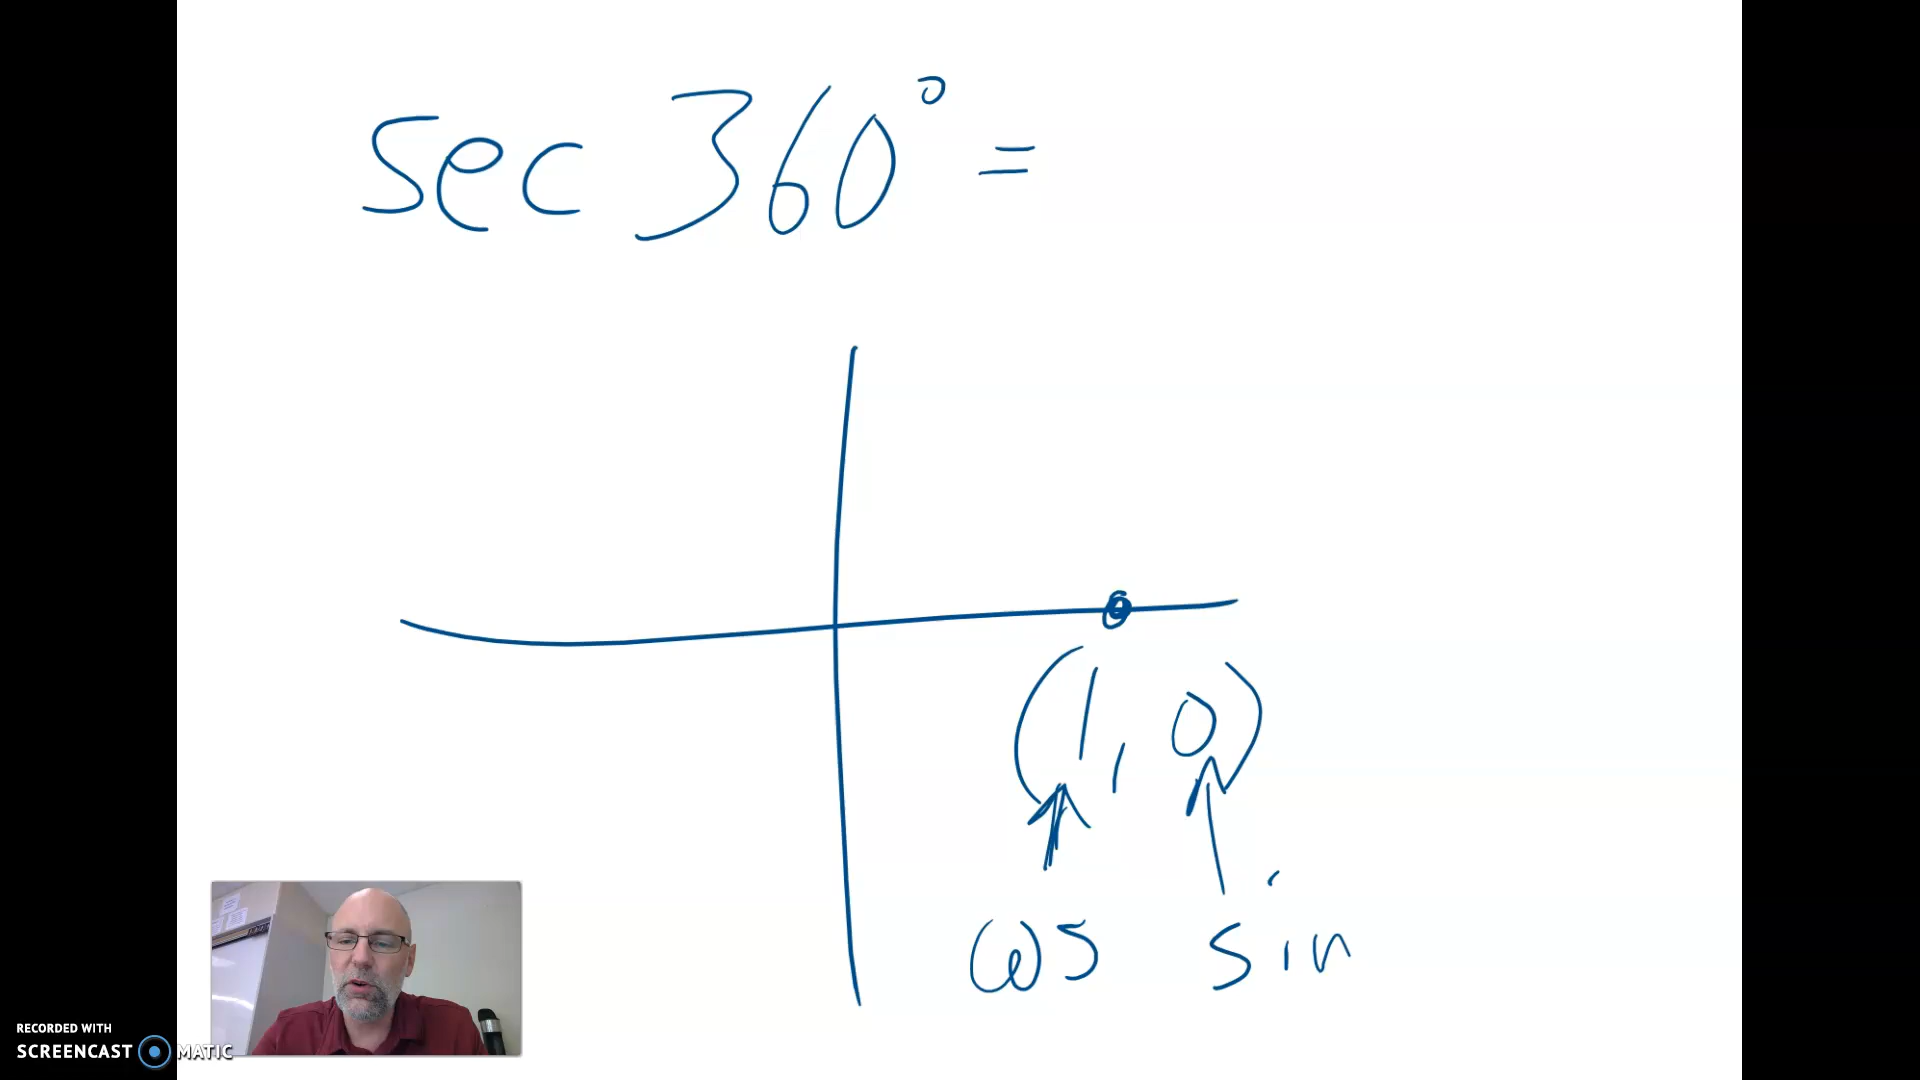 sec 360° =
(1, 0)
cos sin
RECORDED WITH
SCREENCAST MATIC